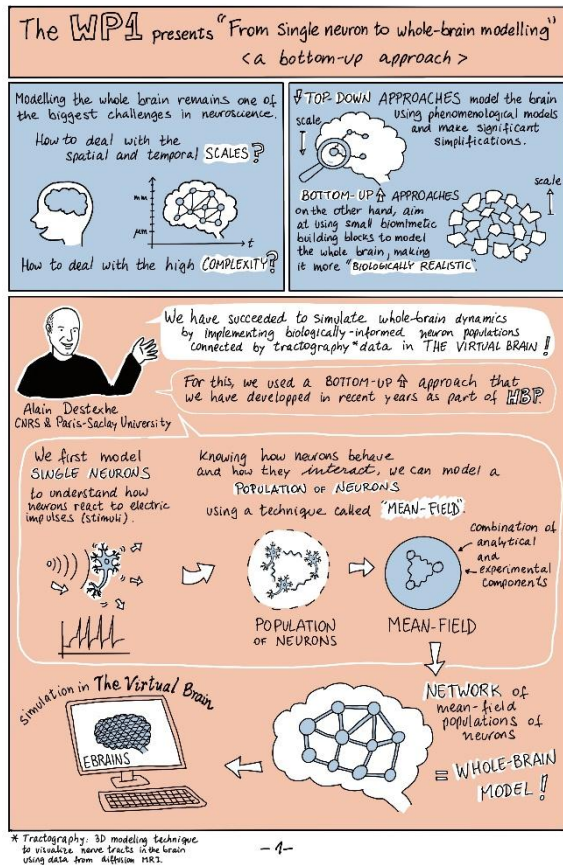 The WP1 presents "From single neuron to whole-brain modelling"
< a bottom-up approach >
Modelling the whole brain remains one of
the biggest challenges in neuroscience.
How to deal with the
spatial and temporal SCALES?
mm
μm
t
How to deal with the high COMPLEXITY?
TOP-DOWN APPROACHES model the brain
using phenomenological models
and make significant
simplifications.
scale
BOTTOM-UP APPROACHES
on the other hand, aim
at using small biomimetic
building blocks to model
the whole brain, making
it more "BIOLOGICALLY REALISTIC".
scale
We have succeeded to simulate whole-brain dynamics
by implementing biologically-informed neuron populations
connected by tractography* data in THE VIRTUAL BRAIN!
For this, we used a BOTTOM-UP approach that
we have developped in recent years as part of HBP.
Alain Destexhe
CNRS & Paris-Saclay University
We first model
SINGLE NEURONS
to understand how
neurons react to electric
impulses (stimuli).
Knowing how neurons behave
and how they interact, we can model a
POPULATION OF NEURONS
using a technique called "MEAN-FIELD".
combination of
analytical
and
experimental
components
POPULATION
OF NEURONS
MEAN-FIELD
NETWORK of
mean-field
populations of
neurons
= WHOLE-BRAIN
MODEL!
simulation in The Virtual Brain
EBRAINS
* Tractography: 3D modeling technique
to visualize nerve tracts in the brain
using data from diffusion MRI.
-1-